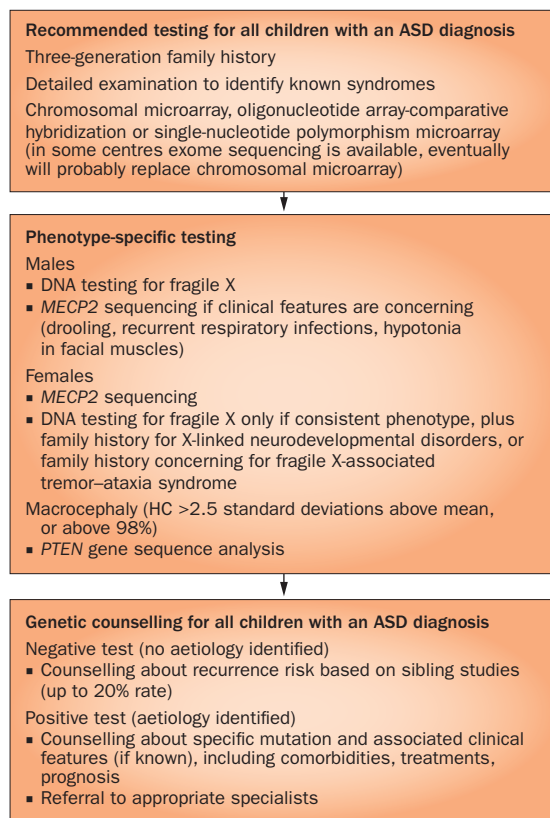 Recommended testing for all children with an ASD diagnosis
Three-generation family history
Detailed examination to identify known syndromes
Chromosomal microarray, oligonucleotide array-comparative
hybridization or single-nucleotide polymorphism microarray
(in some centres exome sequencing is available, eventually
will probably replace chromosomal microarray)
Phenotype-specific testing
Males
▪ DNA testing for fragile X
▪ MECP2 sequencing if clinical features are concerning
(drooling, recurrent respiratory infections, hypotonia
in facial muscles)
Females
▪ MECP2 sequencing
▪ DNA testing for fragile X only if consistent phenotype, plus
family history for X-linked neurodevelopmental disorders, or
family history concerning for fragile X-associated
tremor–ataxia syndrome
Macrocephaly (HC >2.5 standard deviations above mean,
or above 98%)
▪ PTEN gene sequence analysis
Genetic counselling for all children with an ASD diagnosis
Negative test (no aetiology identified)
▪ Counselling about recurrence risk based on sibling studies
(up to 20% rate)
Positive test (aetiology identified)
▪ Counselling about specific mutation and associated clinical
features (if known), including comorbidities, treatments,
prognosis
▪ Referral to appropriate specialists